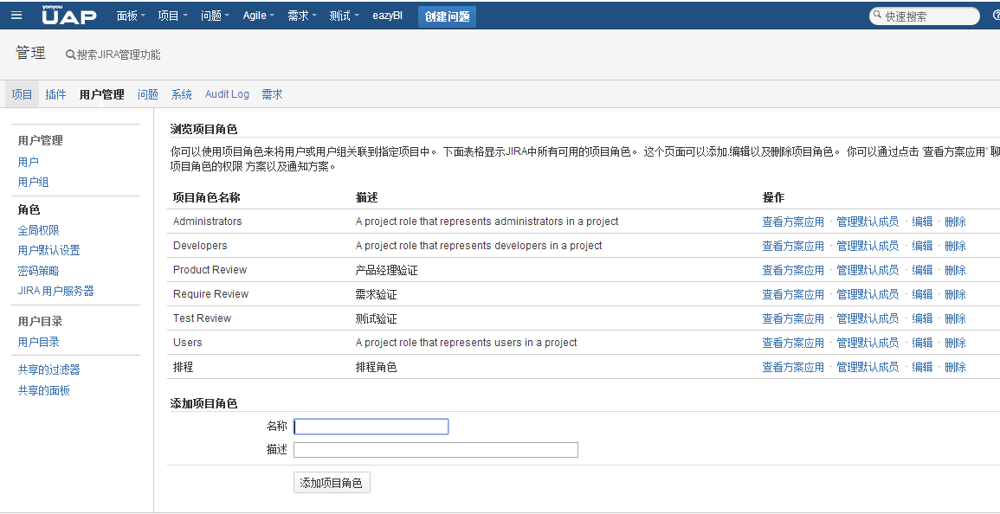 yonyou
UAP 面板 项目 问题 Agile 需求 测试 eazyBI 创建问题 快速搜索
管理 搜索JIRA管理功能
项目 插件 用户管理 问题 系统 Audit Log 需求
用户管理
用户
用户组
角色
全局权限
用户默认设置
密码策略
JIRA 用户服务器
用户目录
用户目录
共享的过滤器
共享的面板
浏览项目角色
你可以使用项目角色来将用户或用户组关联到指定项目中。 下面表格显示JIRA中所有可用的项目角色。 这个页面可以添加,编辑以及删除项目角色。 你可以通过点击 '查看方案应用' 聊
项目角色的权限 方案以及通知方案。
项目角色名称 描述 操作
Administrators A project role that represents administrators in a project 查看方案应用 · 管理默认成员 · 编辑 · 删除
Developers A project role that represents developers in a project 查看方案应用 · 管理默认成员 · 编辑 · 删除
Product Review 产品经理验证 查看方案应用 · 管理默认成员 · 编辑 · 删除
Require Review 需求验证 查看方案应用 · 管理默认成员 · 编辑 · 删除
Test Review 测试验证 查看方案应用 · 管理默认成员 · 编辑 · 删除
Users A project role that represents users in a project 查看方案应用 · 管理默认成员 · 编辑 · 删除
排程 排程角色 查看方案应用 · 管理默认成员 · 编辑 · 删除
添加项目角色
名称
描述
添加项目角色